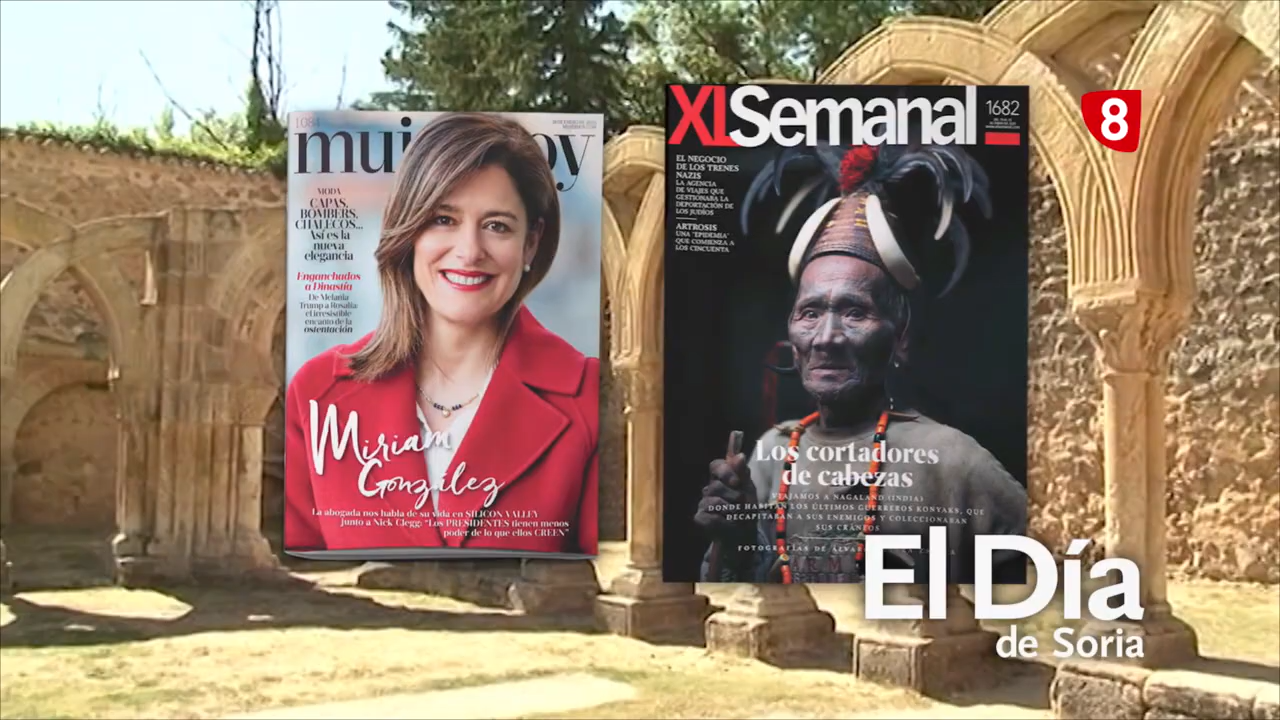 1084
mujerhoy
MUJERHOY.COM
MODA
CAPAS,
BOMBERS,
CHALECOS...
Así es la
nueva
elegancia
Enganchados
a Dinastía
De Melania
Trump a Rosalía:
el irresistible
encanto de la
ostentación
Miriam
González
La abogada nos habla de su vida en SILICON VALLEY
junto a Nick Clegg: "Los PRESIDENTES tienen menos
poder de lo que ellos CREEN"
XLSemanal
1682
EL NEGOCIO
DE LOS TRENES
NAZIS
LA AGENCIA
DE VIAJES QUE
GESTIONABA LA
DEPORTACIÓN DE
LOS JUDÍOS
ARTROSIS
UNA "EPIDEMIA"
QUE COMIENZA A
LOS CINCUENTA
Los cortadores
de cabezas
VIAJAMOS A NAGALAND (INDIA)
DONDE HABITAN LOS ÚLTIMOS GUERREROS KONYAKS, QUE
DECAPITABAN A SUS ENEMIGOS Y COLECCIONABAN
SUS CRÁNEOS
FOTOGRAFÍAS DE
8
El Día
de Soria